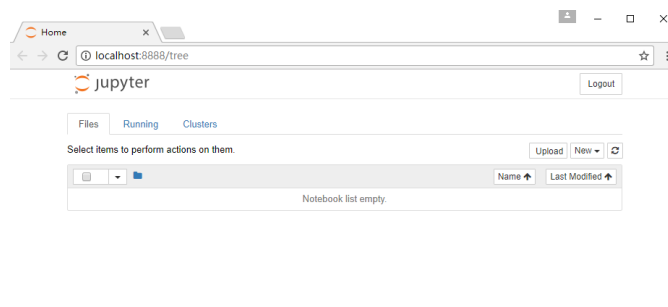 Home
localhost:8888/tree
jupyter
Logout
Files Running Clusters
Select items to perform actions on them.
Upload New
Name Last Modified
Notebook list empty.